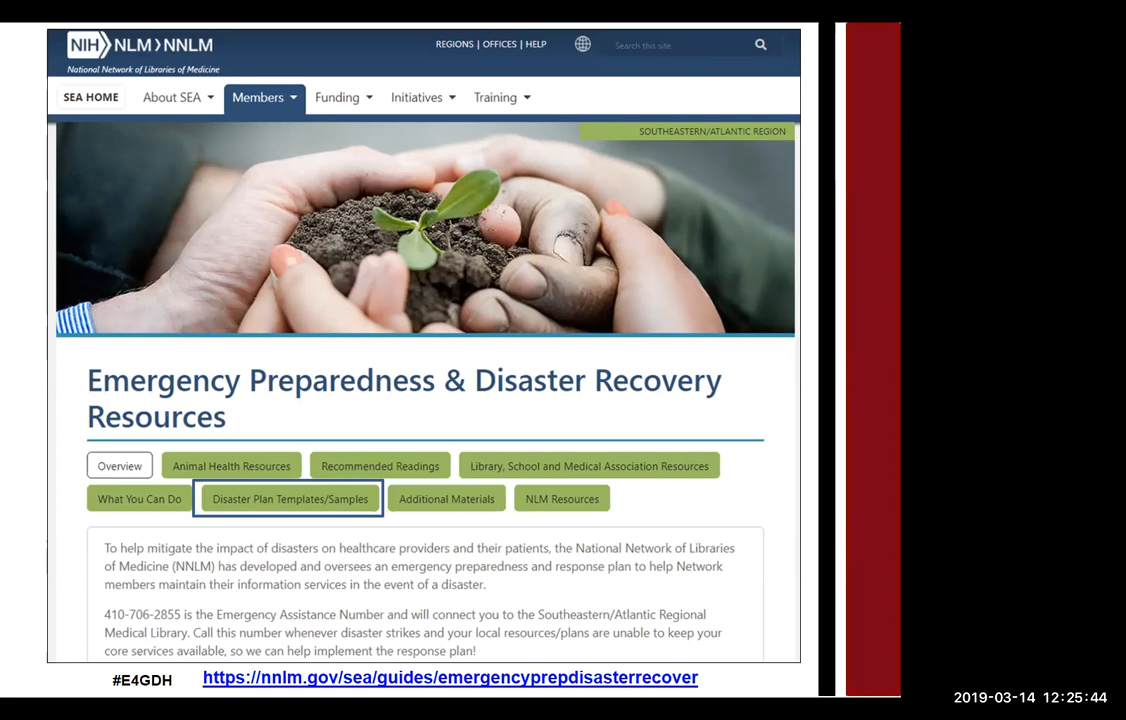 NIH NLM NNLM
REGIONS | OFFICES | HELP
Search this site
National Network of Libraries of Medicine
SEA HOME About SEA Members Funding Initiatives Training
SOUTHEASTERN/ATLANTIC REGION
Emergency Preparedness & Disaster Recovery
Resources
Overview Animal Health Resources Recommended Readings Library, School and Medical Association Resources
What You Can Do Disaster Plan Templates/Samples Additional Materials NLM Resources
To help mitigate the impact of disasters on healthcare providers and their patients, the National Network of Libraries
of Medicine (NNLM) has developed and oversees an emergency preparedness and response plan to help Network
members maintain their information services in the event of a disaster.
410-706-2855 is the Emergency Assistance Number and will connect you to the Southeastern/Atlantic Regional
Medical Library. Call this number whenever disaster strikes and your local resources/plans are unable to keep your
core services available, so we can help implement the response plan!
#E4GDH https://nnlm.gov/sea/guides/emergencyprepdisasterrecover
2019-03-14 12:25:44